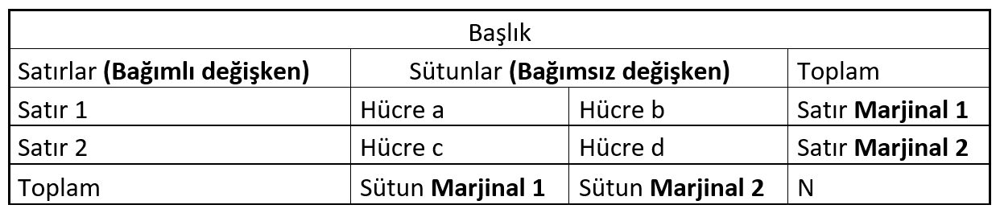 Başlık
Satırlar (Bağımlı değişken) Sütunlar (Bağımsız değişken) Toplam
Satır 1 Hücre a Hücre b Satır Marjinal 1
Satır 2 Hücre c Hücre d Satır Marjinal 2
Toplam Sütun Marjinal 1 Sütun Marjinal 2 N